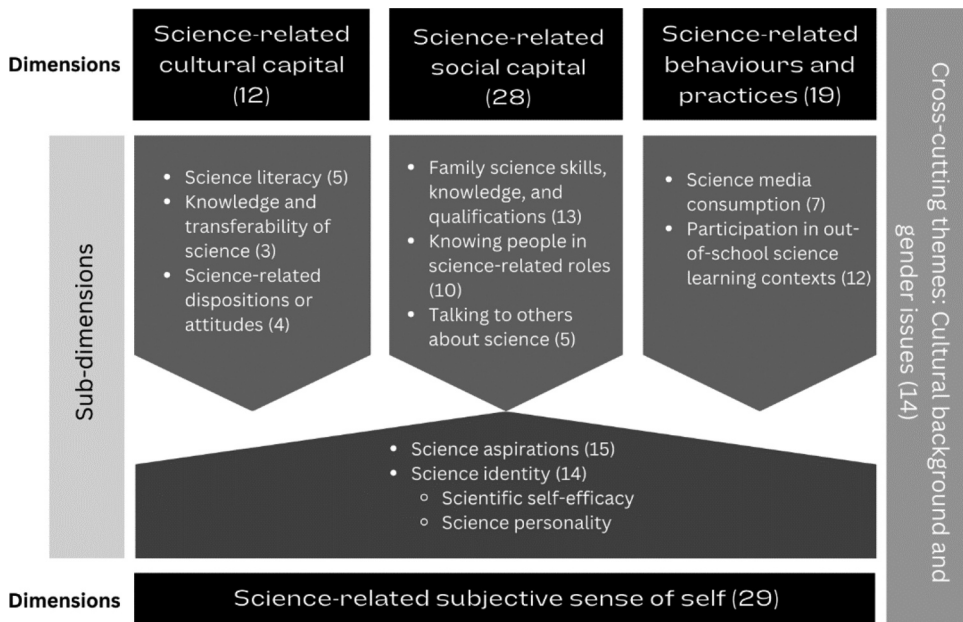 Dimensions
Science-related
cultural capital
(12)
Science-related
social capital
(28)
Science-related
behaviours and
practices (19)
Sub-dimensions
• Science literacy (5)
• Knowledge and
transferability of
science (3)
• Science-related
dispositions or
attitudes (4)
• Family science skills,
knowledge, and
qualifications (13)
• Knowing people in
science-related roles
(10)
• Talking to others
about science (5)
• Science media
consumption (7)
• Participation in out-
of-school science
learning contexts (12)
• Science aspirations (15)
• Science identity (14)
○ Scientific self-efficacy
○ Science personality
Dimensions
Science-related subjective sense of self (29)
Cross-cutting themes: Cultural background and
gender issues (14)